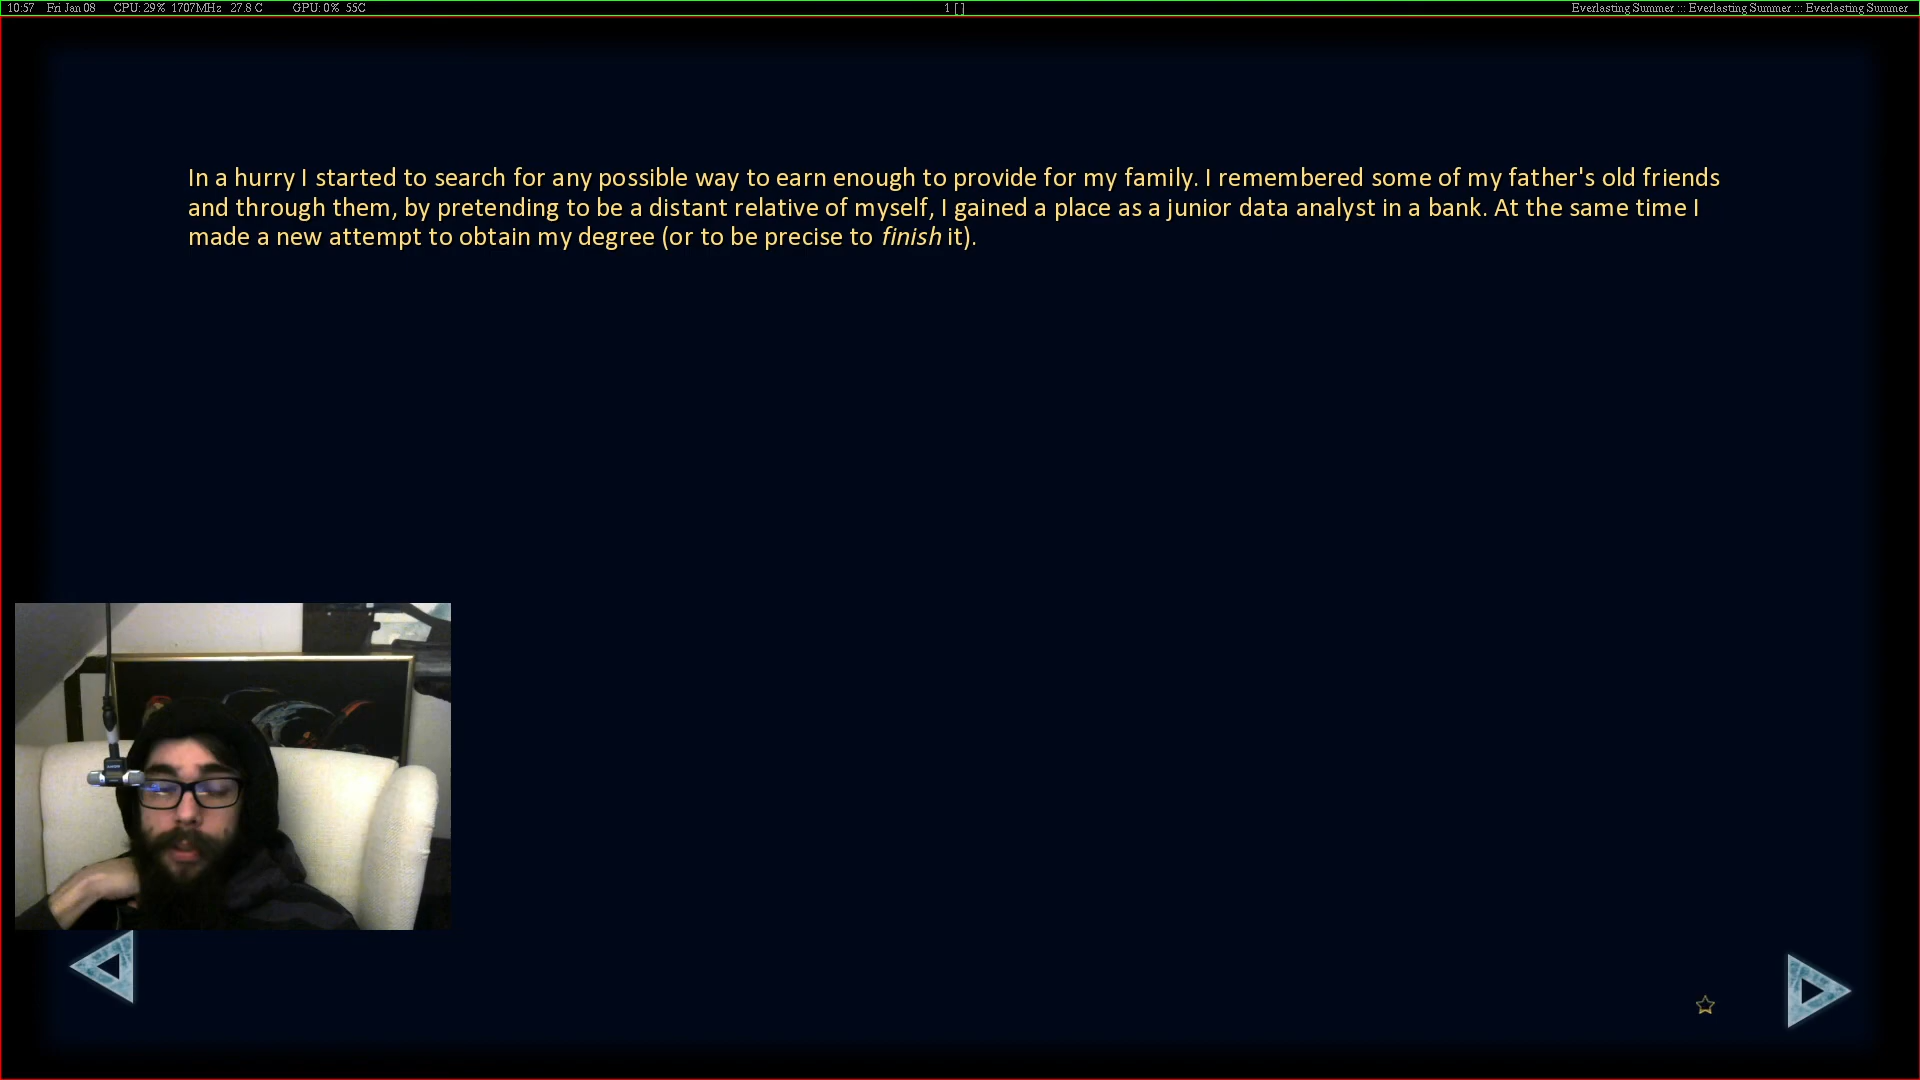 10:57 Fri Jan 08 CPU: 29% 1707MHz 27.8 C GPU: 0% 55C 1 [ ] Everlasting Summer ::: Everlasting Summer ::: Everlasting Summer
In a hurry I started to search for any possible way to earn enough to provide for my family. I remembered some of my father's old friends
and through them, by pretending to be a distant relative of myself, I gained a place as a junior data analyst in a bank. At the same time I
made a new attempt to obtain my degree (or to be precise to finish it).